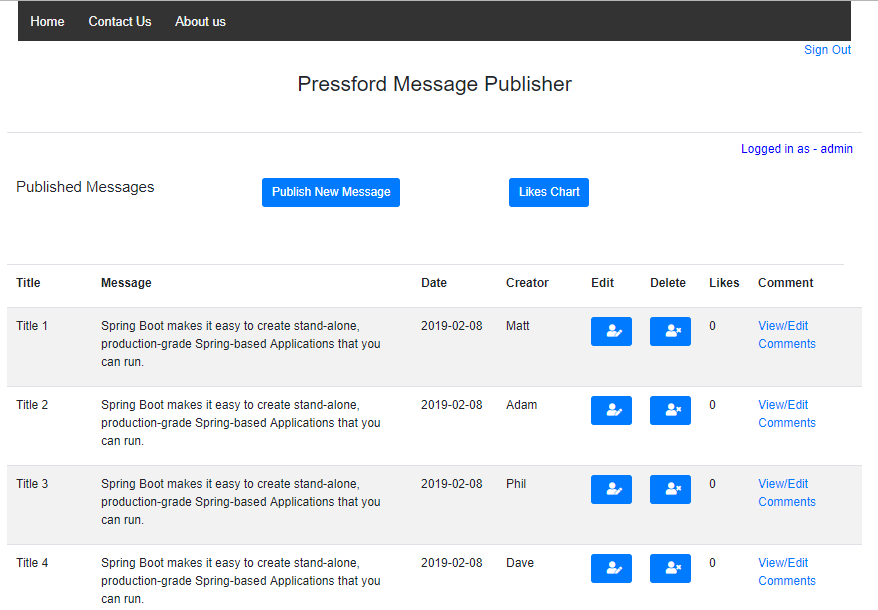 Home Contact Us About us
Sign Out
Pressford Message Publisher
Logged in as - admin
Published Messages Publish New Message Likes Chart
Title Message Date Creator Edit Delete Likes Comment
Title 1 Spring Boot makes it easy to create stand-alone, 2019-02-08 Matt 0 View/Edit
production-grade Spring-based Applications that you Comments
can run.
Title 2 Spring Boot makes it easy to create stand-alone, 2019-02-08 Adam 0 View/Edit
production-grade Spring-based Applications that you Comments
can run.
Title 3 Spring Boot makes it easy to create stand-alone, 2019-02-08 Phil 0 View/Edit
production-grade Spring-based Applications that you Comments
can run.
Title 4 Spring Boot makes it easy to create stand-alone, 2019-02-08 Dave 0 View/Edit
production-grade Spring-based Applications that you Comments
can run.